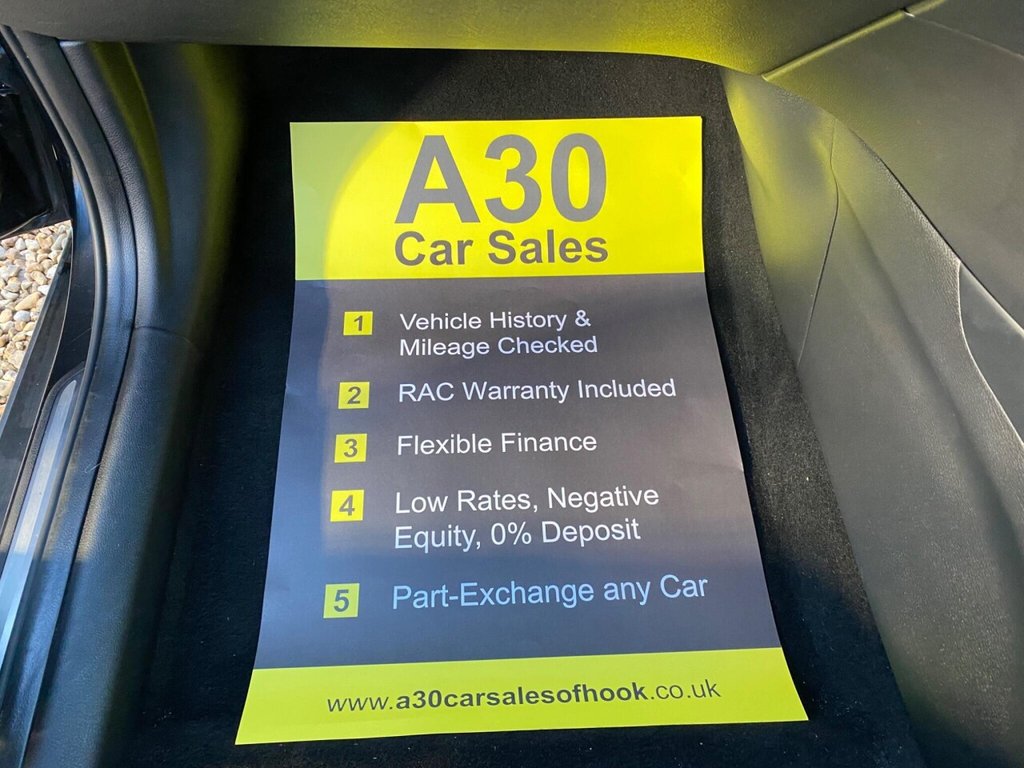 A30
Car Sales
1 Vehicle History &
Mileage Checked
2 RAC Warranty Included
3 Flexible Finance
4 Low Rates, Negative
Equity, 0% Deposit
5 Part-Exchange any Car
www.a30carsalesofhook.co.uk